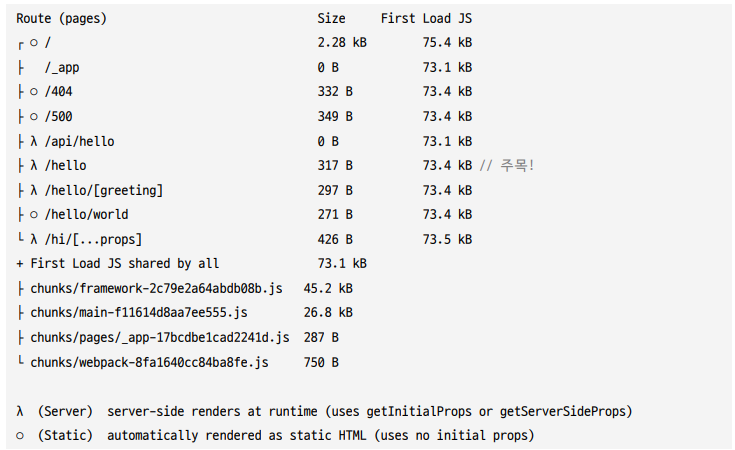 Route (pages)                              Size     First Load JS
┌ ○ /                                      2.28 kB        75.4 kB
├   /_app                                  0 B            73.1 kB
├ ○ /404                                   332 B          73.4 kB
├ ○ /500                                   349 B          73.4 kB
├ λ /api/hello                             0 B            73.1 kB
├ λ /hello                                 317 B          73.4 kB // 주목!
├ λ /hello/[greeting]                      297 B          73.4 kB
├ ○ /hello/world                           271 B          73.4 kB
└ λ /hi/[...props]                         426 B          73.5 kB
+ First Load JS shared by all              73.1 kB
├ chunks/framework-2c79e2a64abdb08b.js   45.2 kB
├ chunks/main-f11614d8aa7ee555.js        26.8 kB
├ chunks/pages/_app-17bcdbe1cad2241d.js  287 B
└ chunks/webpack-8fa1640cc84ba8fe.js     750 B
λ  (Server)  server-side renders at runtime (uses getInitialProps or getServerSideProps)
○  (Static)  automatically rendered as static HTML (uses no initial props)